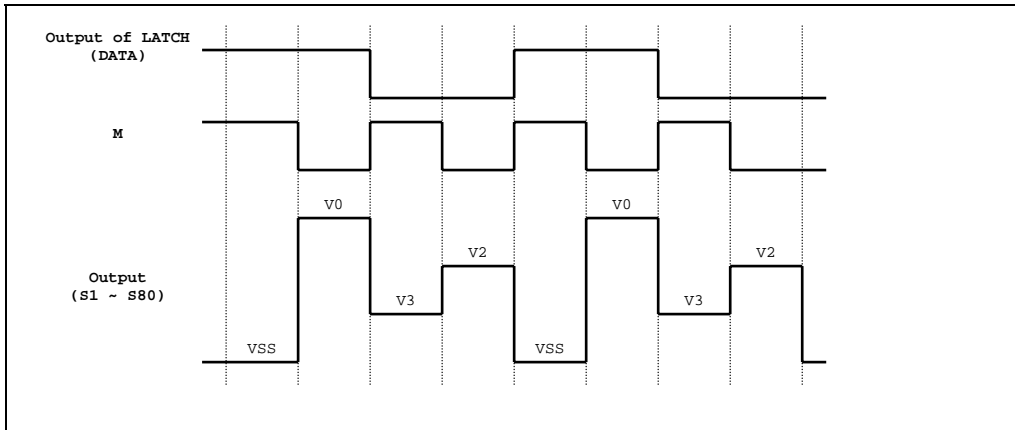 Output of LATCH
(DATA)
M
V0
V0
V2
V2
Output
(S1 ~ S80)
V3
V3
VSS
VSS